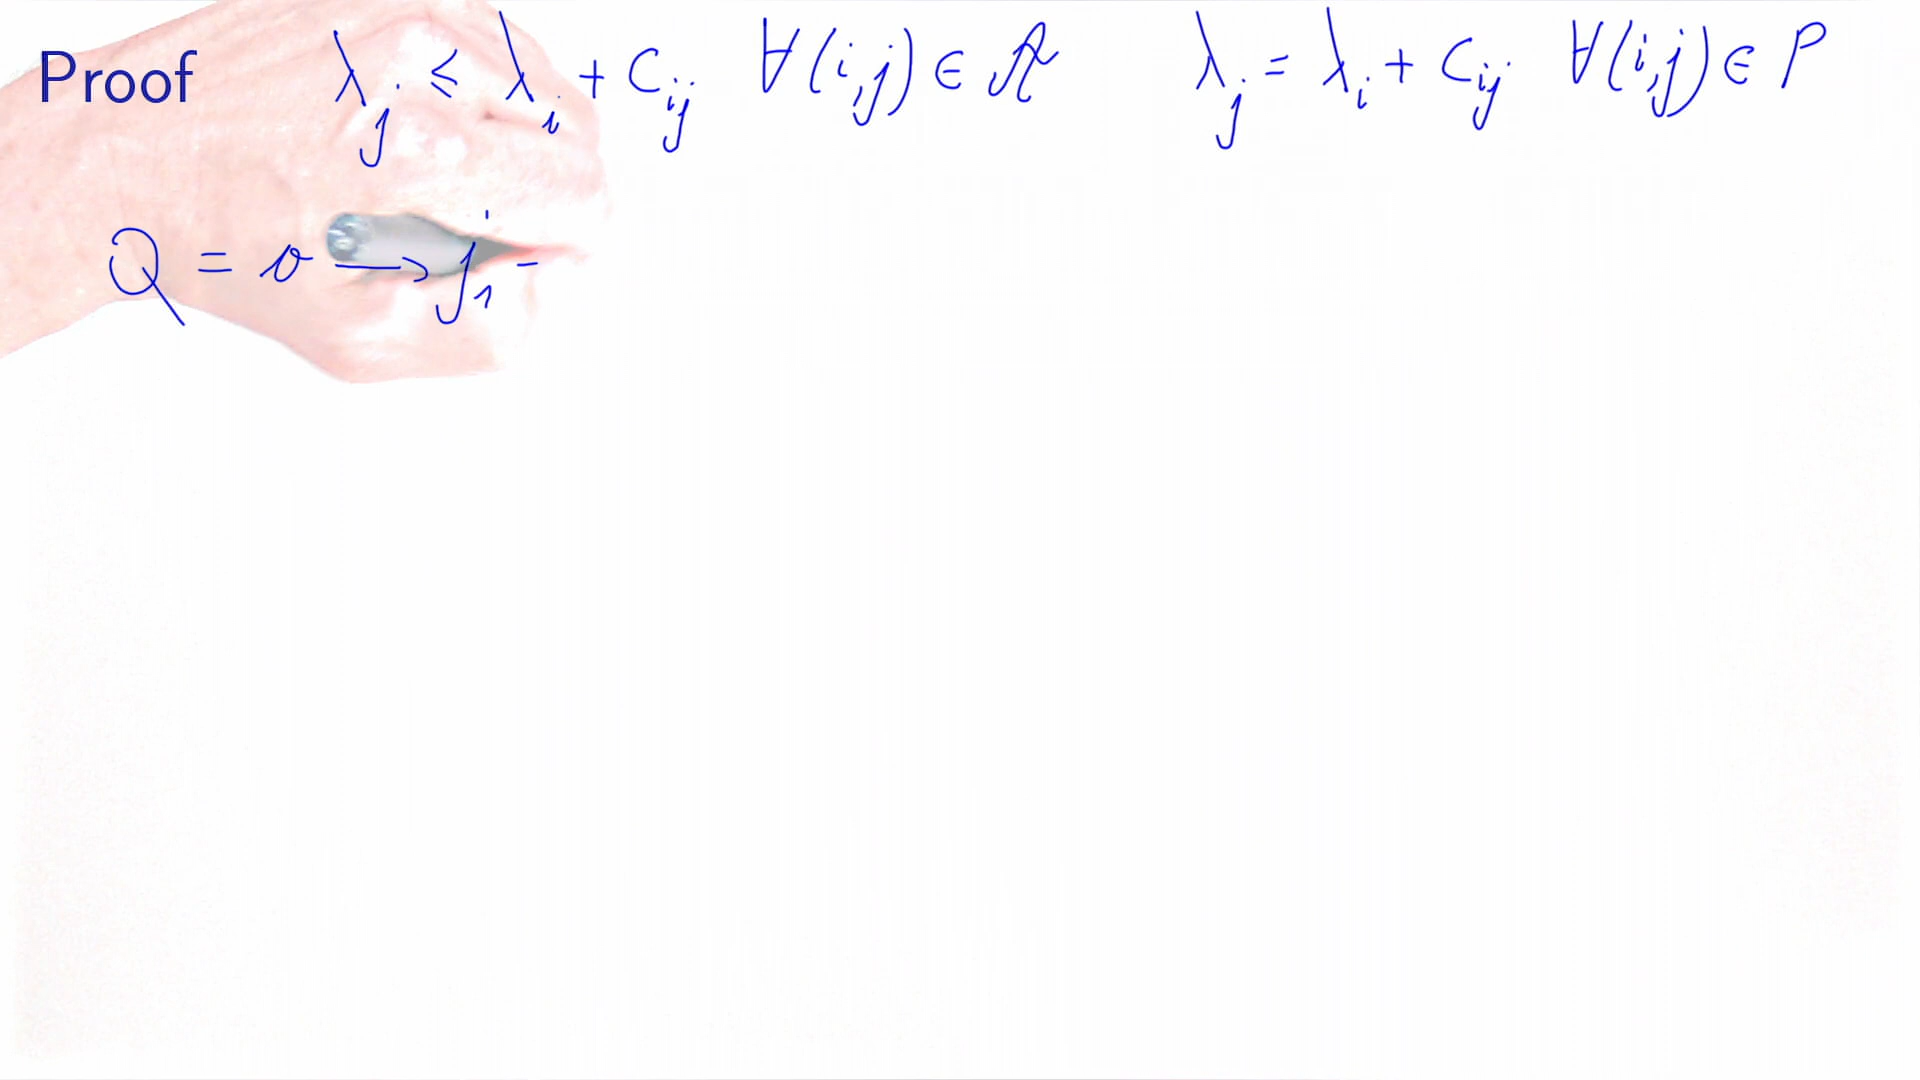 Proof λ_j ≤ λ_i + c_ij ∀(i,j) ∈ 𝒜 λ_j = λ_i + c_ij ∀(i,j) ∈ P
Q = o → j_1 -